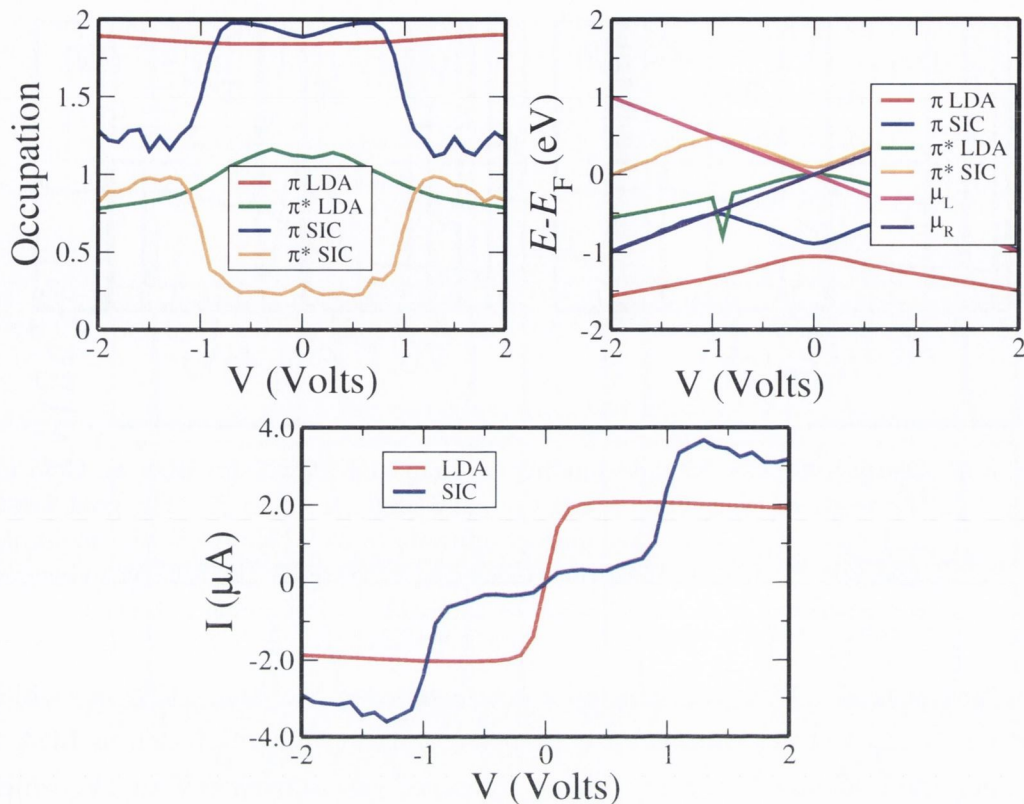 2
1.5
1
0.5
0
Occupation
π LDA
π* LDA
π SIC
π* SIC
-2
-1
0
1
2
V (Volts)
2
1
0
-1
-2
E-E_F (eV)
π LDA
π SIC
π* LDA
π* SIC
μ_L
μ_R
-2
-1
0
1
2
V (Volts)
4.0
2.0
0
-2.0
-4.0
I (μA)
LDA
SIC
-2
-1
0
1
2
V (Volts)